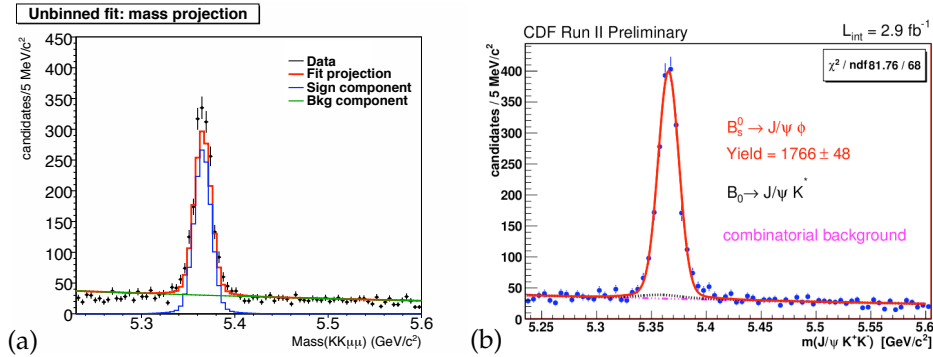 Unbinned fit: mass projection
candidates/5 MeV/c²
450
400
350
300
250
200
150
100
50
0
Data
Fit projection
Sign component
Bkg component
5.3
5.4
5.5
5.6
Mass(KKμμ) (GeV/c²)
(a)
CDF Run II Preliminary
L_int = 2.9 fb⁻¹
χ² / ndf 81.76 / 68
candidates / 5 MeV/c²
400
350
300
250
200
150
100
50
0
B_s^0 → J/ψ ϕ
Yield = 1766 ± 48
B_0 → J/ψ K*
combinatorial background
5.25
5.3
5.35
5.4
5.45
5.5
5.55
5.6
m(J/ψ K⁺K⁻) [GeV/c²]
(b)